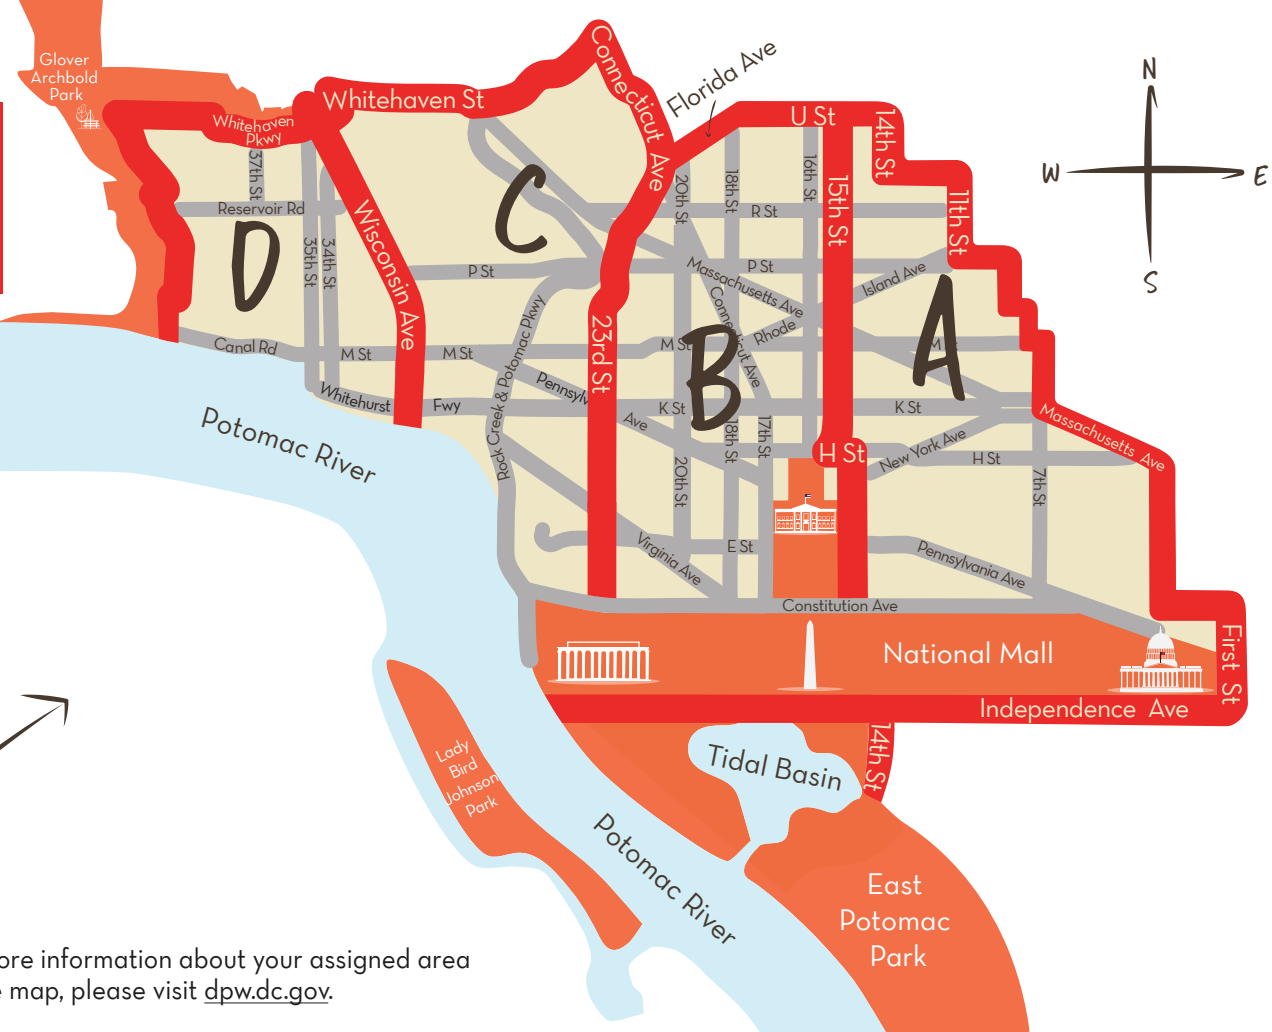 Glover
Archbold
Park
Whitehaven
Pkwy
Whitehaven St
Connecticut Ave
Florida Ave
U St
14th St
11th St
15th St
16th St
18th St
20th St
37th St
Reservoir Rd
35th St
34th St
Wisconsin Ave
R St
P St
P St
Massachusetts Ave
Connecticut Ave
Rhode
Island Ave
A
B
C
D
N
W
E
S
Canal Rd
M St
M St
M St
M
Whitehurst
Fwy
Rock Creek & Potomac Pkwy
23rd St
Pennsylv
Ave
K St
K St
18th St
17th St
20th St
H St
New York Ave
H St
Massachusetts Ave
7th St
Potomac River
Virginia Ave
E St
Pennsylvania Ave
Constitution Ave
National Mall
First St
Independence Ave
14th St
Tidal Basin
Lady
Bird
Johnson
Park
Potomac River
East
Potomac
Park
ore information about your assigned area
e map, please visit dpw.dc.gov.